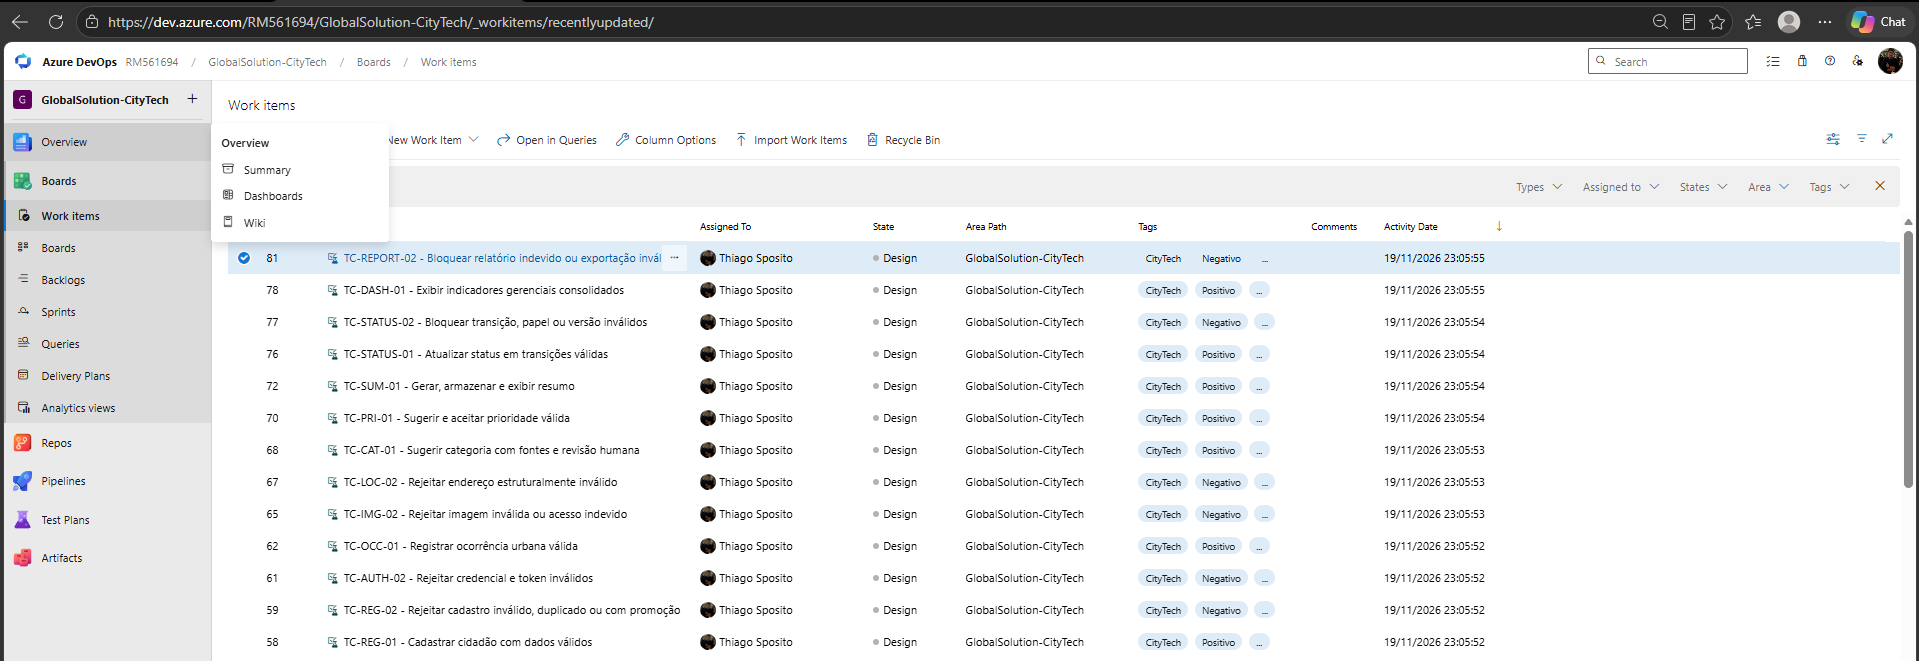 https://dev.azure.com/RM561694/GlobalSolution-CityTech/_workitems/recentlyupdated/
Chat
Azure DevOps RM561694 / GlobalSolution-CityTech / Boards / Work items
Search
G GlobalSolution-CityTech +
Work items
Overview
Boards
Work items
Boards
Backlogs
Sprints
Queries
Delivery Plans
Analytics views
Repos
Pipelines
Test Plans
Artifacts
Overview
Summary
Dashboards
Wiki
New Work Item Open in Queries Column Options Import Work Items Recycle Bin
Types Assigned to States Area Tags
Assigned To State Area Path Tags Comments Activity Date
81 TC-REPORT-02 - Bloquear relatório indevido ou exportação invál ... Thiago Sposito Design GlobalSolution-CityTech CityTech Negativo ... 19/11/2026 23:05:55
78 TC-DASH-01 - Exibir indicadores gerenciais consolidados Thiago Sposito Design GlobalSolution-CityTech CityTech Positivo ... 19/11/2026 23:05:55
77 TC-STATUS-02 - Bloquear transição, papel ou versão inválidos Thiago Sposito Design GlobalSolution-CityTech CityTech Negativo ... 19/11/2026 23:05:54
76 TC-STATUS-01 - Atualizar status em transições válidas Thiago Sposito Design GlobalSolution-CityTech CityTech Positivo ... 19/11/2026 23:05:54
72 TC-SUM-01 - Gerar, armazenar e exibir resumo Thiago Sposito Design GlobalSolution-CityTech CityTech Positivo ... 19/11/2026 23:05:54
70 TC-PRI-01 - Sugerir e aceitar prioridade válida Thiago Sposito Design GlobalSolution-CityTech CityTech Positivo ... 19/11/2026 23:05:54
68 TC-CAT-01 - Sugerir categoria com fontes e revisão humana Thiago Sposito Design GlobalSolution-CityTech CityTech Positivo ... 19/11/2026 23:05:53
67 TC-LOC-02 - Rejeitar endereço estruturalmente inválido Thiago Sposito Design GlobalSolution-CityTech CityTech Negativo ... 19/11/2026 23:05:53
65 TC-IMG-02 - Rejeitar imagem inválida ou acesso indevido Thiago Sposito Design GlobalSolution-CityTech CityTech Negativo ... 19/11/2026 23:05:53
62 TC-OCC-01 - Registrar ocorrência urbana válida Thiago Sposito Design GlobalSolution-CityTech CityTech Positivo ... 19/11/2026 23:05:52
61 TC-AUTH-02 - Rejeitar credencial e token inválidos Thiago Sposito Design GlobalSolution-CityTech CityTech Negativo ... 19/11/2026 23:05:52
59 TC-REG-02 - Rejeitar cadastro inválido, duplicado ou com promoção Thiago Sposito Design GlobalSolution-CityTech CityTech Negativo ... 19/11/2026 23:05:52
58 TC-REG-01 - Cadastrar cidadão com dados válidos Thiago Sposito Design GlobalSolution-CityTech CityTech Positivo ... 19/11/2026 23:05:52